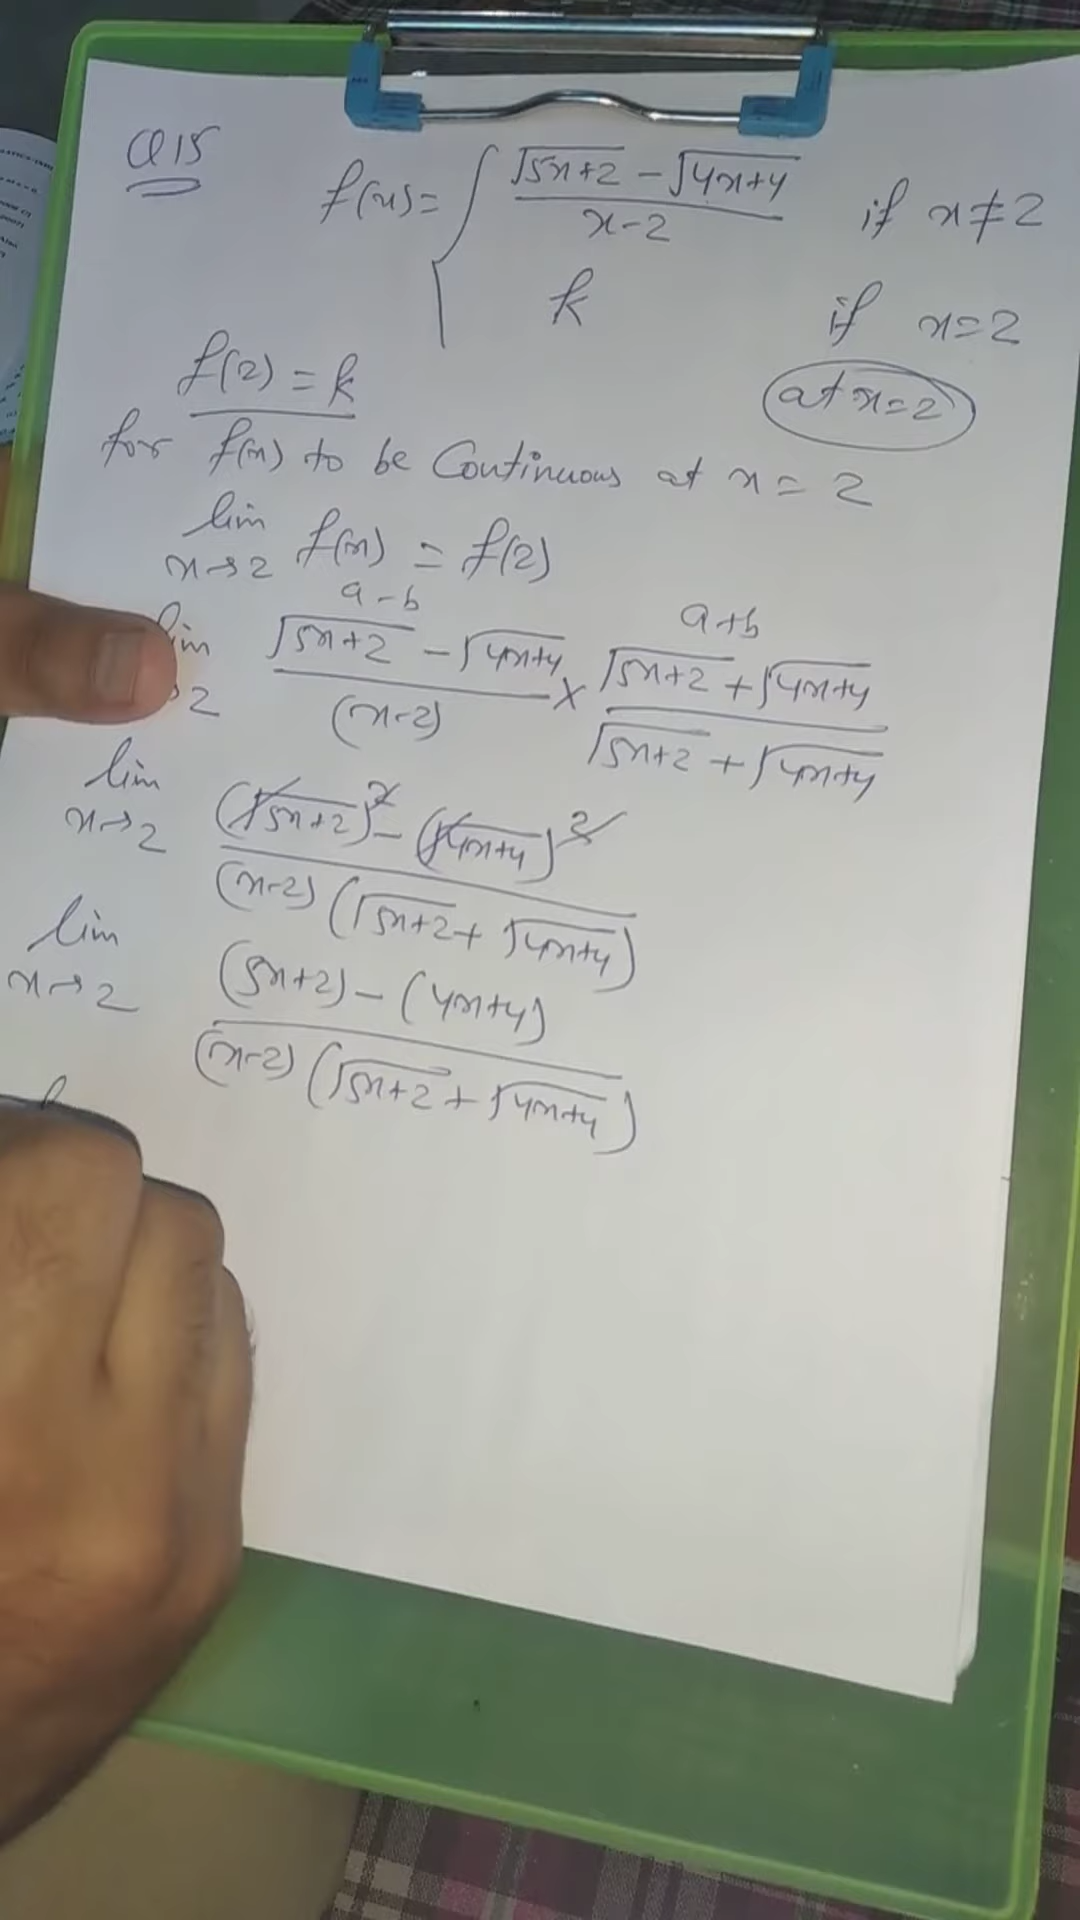 Q15
f(x) = { √5x+2 - √4x+4 / x-2 if x≠2
k if x=2
f(2) = k
at x=2
for f(x) to be Continuous at x = 2
lim x→2 f(x) = f(2)
a-b a+b
lim →2 √5x+2 - √4x+4 / (x-2) × √5x+2 + √4x+4 / √5x+2 + √4x+4
lim x→2 (√5x+2)² - (√4x+4)² / (x-2) (√5x+2 + √4x+4)
lim x→2 (5x+2) - (4x+4) / (x-2) (√5x+2 + √4x+4)